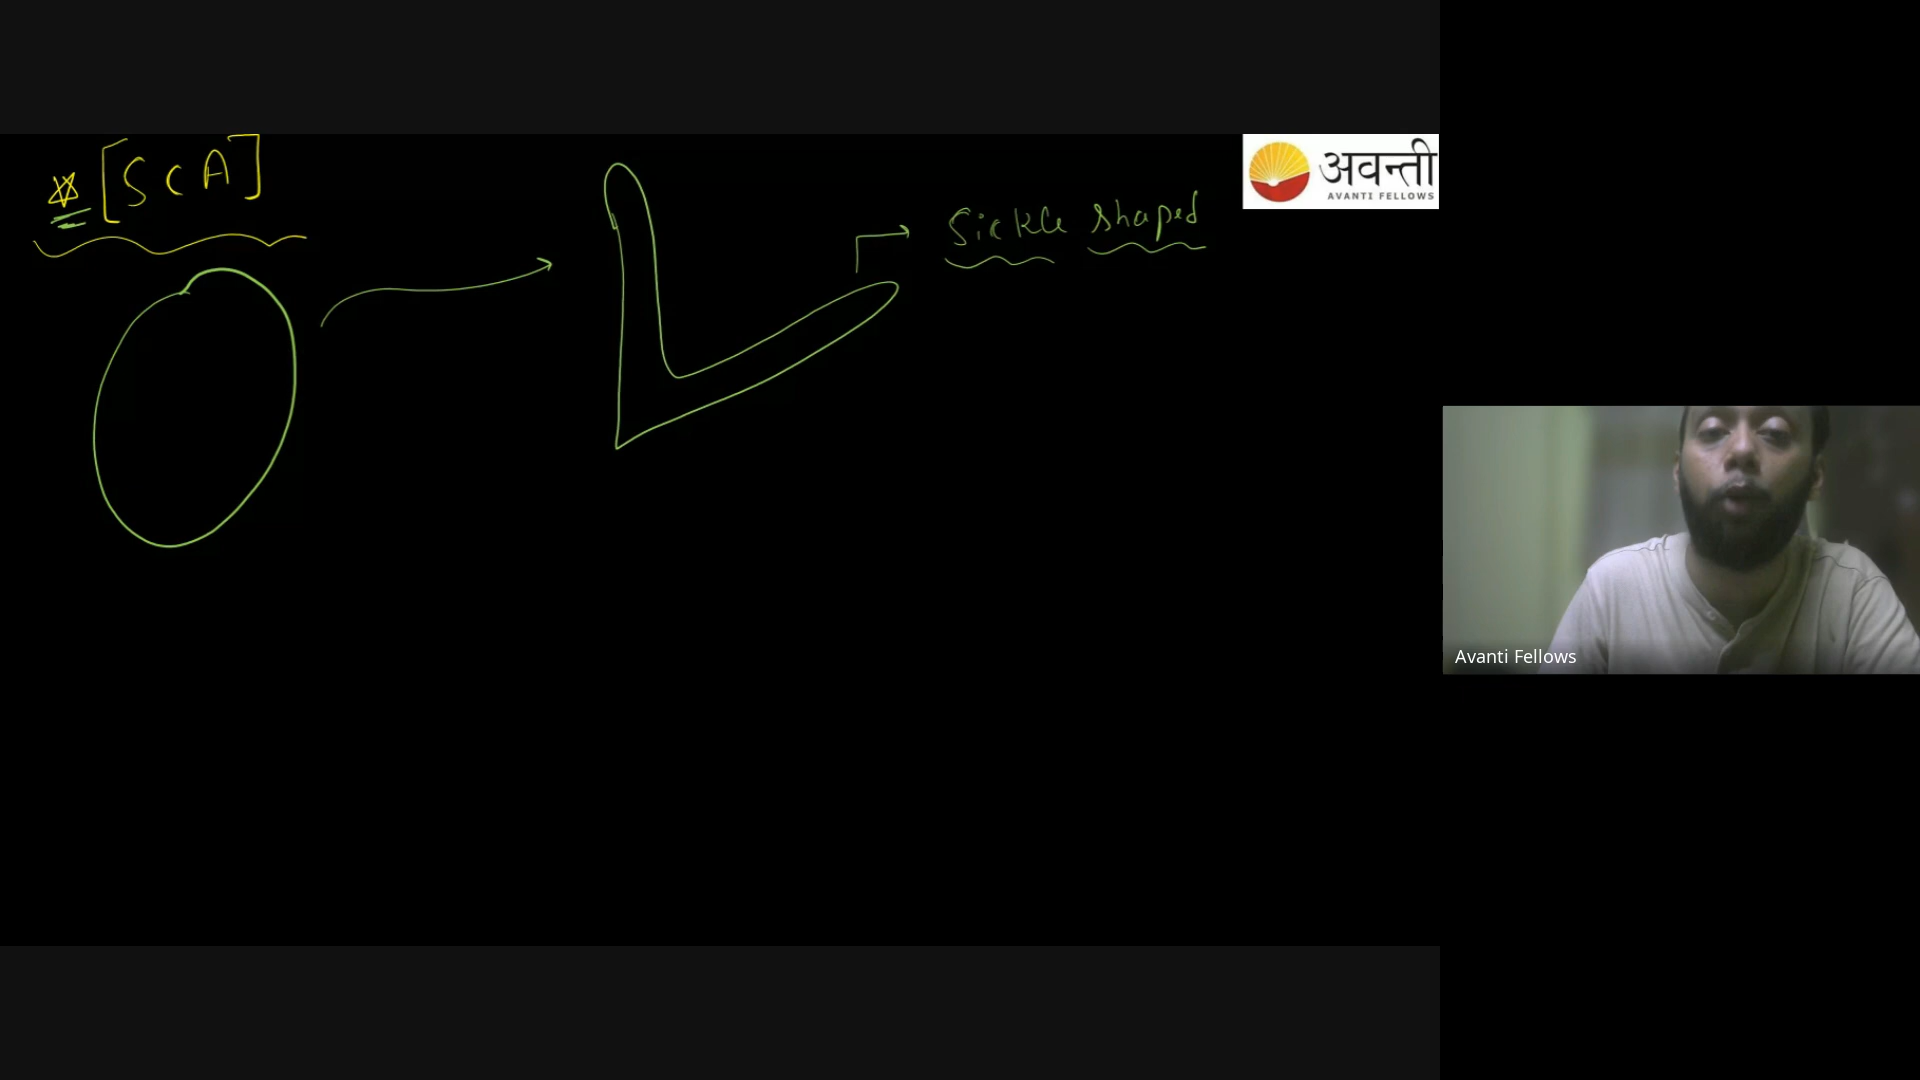 [SCA]
Sickle shaped
अवन्ती
AVANTI FELLOWS
Avanti Fellows